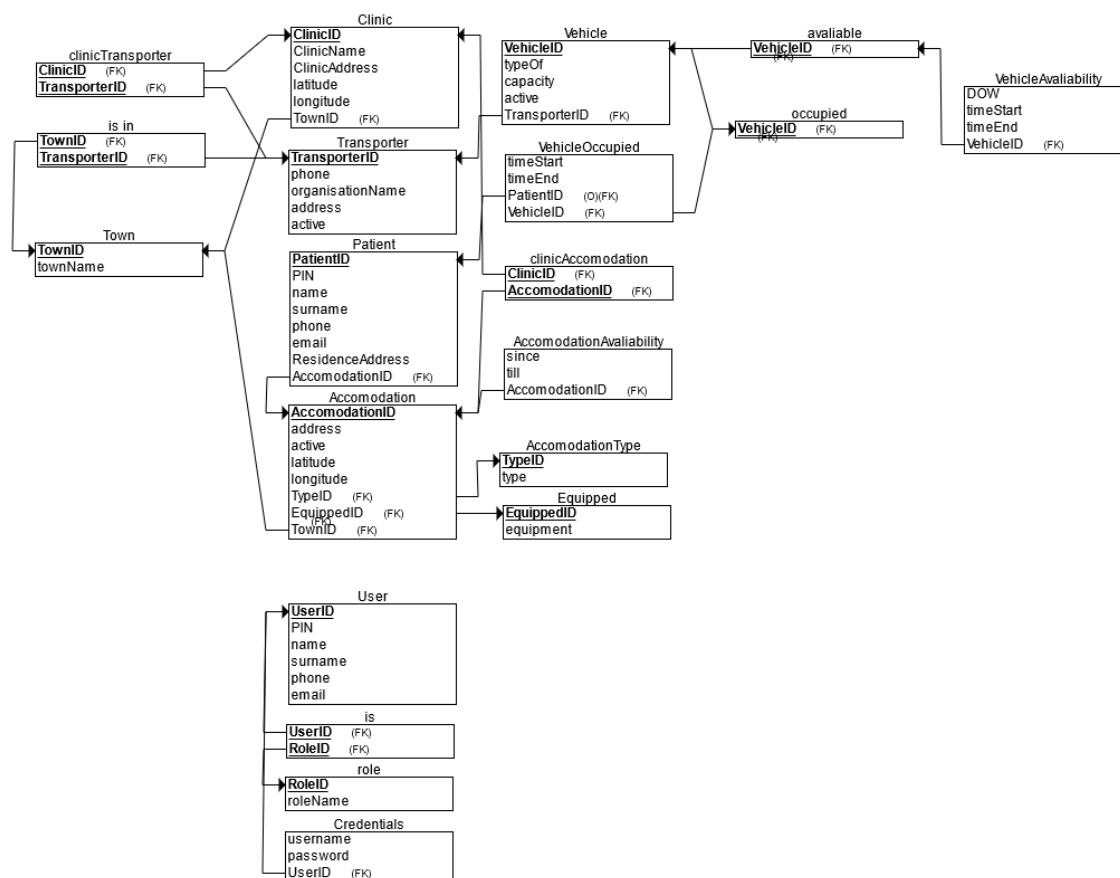 Clinic
ClinicID
ClinicName
ClinicAddress
latitude
longitude
TownID (FK)
clinicTransporter
ClinicID (FK)
TransporterID (FK)
is in
TownID (FK)
TransporterID (FK)
Town
TownID
townName
Transporter
TransporterID
phone
organisationName
address
active
Patient
PatientID
PIN
name
surname
phone
email
ResidenceAddress
AccomodationID (FK)
Accomodation
AccomodationID
address
active
latitude
longitude
TypeID (FK)
EquippedID (FK)
(FK)
TownID (FK)
Vehicle
VehicleID
typeOf
capacity
active
TransporterID (FK)
VehicleOccupied
timeStart
timeEnd
PatientID (O)(FK)
VehicleID (FK)
clinicAccomodation
ClinicID (FK)
AccomodationID (FK)
AccomodationAvaliability
since
till
AccomodationID (FK)
AccomodationType
TypeID
type
Equipped
EquippedID
equipment
avaliable
VehicleID (FK)
(FK)
occupied
VehicleID (FK)
(FK)
VehicleAvaliability
DOW
timeStart
timeEnd
VehicleID (FK)
User
UserID
PIN
name
surname
phone
email
is
UserID (FK)
RoleID (FK)
role
RoleID
roleName
Credentials
username
password
UserID (FK)